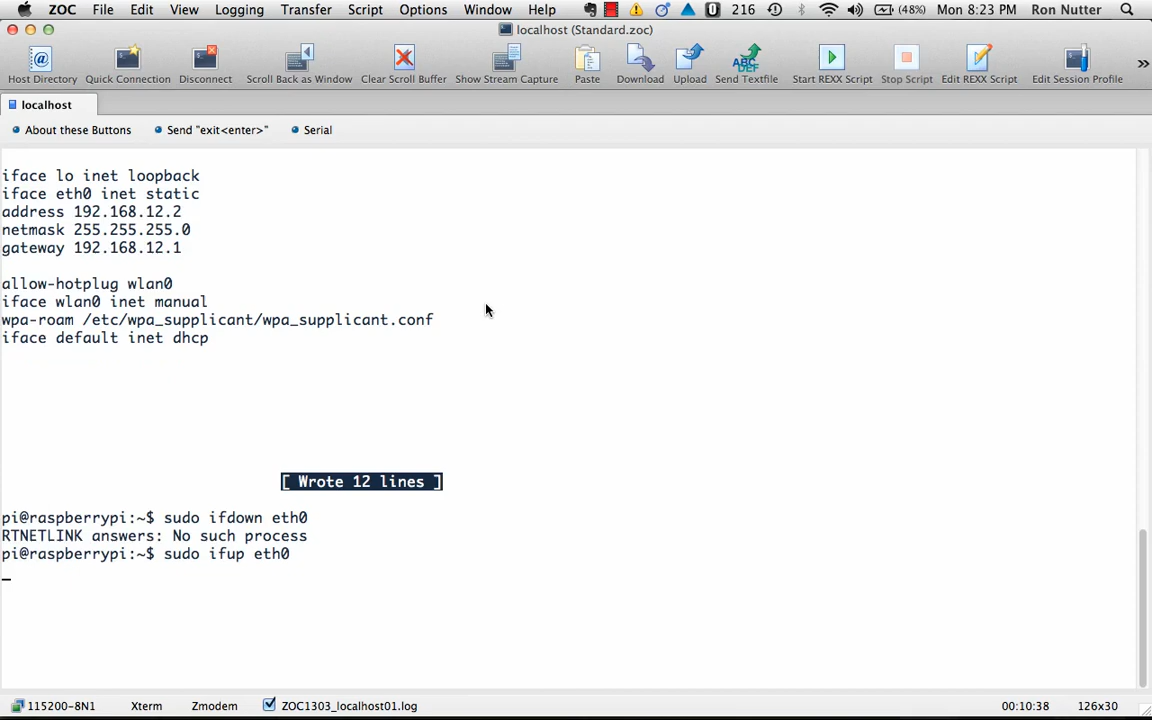 ZOC File Edit View Logging Transfer Script Options Window Help 216 (48%) Mon 8:23 PM Ron Nutter
localhost (Standard.zoc)
Host Directory Quick Connection Disconnect Scroll Back as Window Clear Scroll Buffer Show Stream Capture Paste Download Upload Send Textfile Start REXX Script Stop Script Edit REXX Script Edit Session Profile
localhost
About these Buttons Send "exit<enter>" Serial
iface lo inet loopback
iface eth0 inet static
address 192.168.12.2
netmask 255.255.255.0
gateway 192.168.12.1
allow-hotplug wlan0
iface wlan0 inet manual
wpa-roam /etc/wpa_supplicant/wpa_supplicant.conf
iface default inet dhcp
[ Wrote 12 lines ]
pi@raspberrypi:~$ sudo ifdown eth0
RTNETLINK answers: No such process
pi@raspberrypi:~$ sudo ifup eth0
115200-8N1 Xterm Zmodem ZOC1303_localhost01.log 00:10:38 126x30